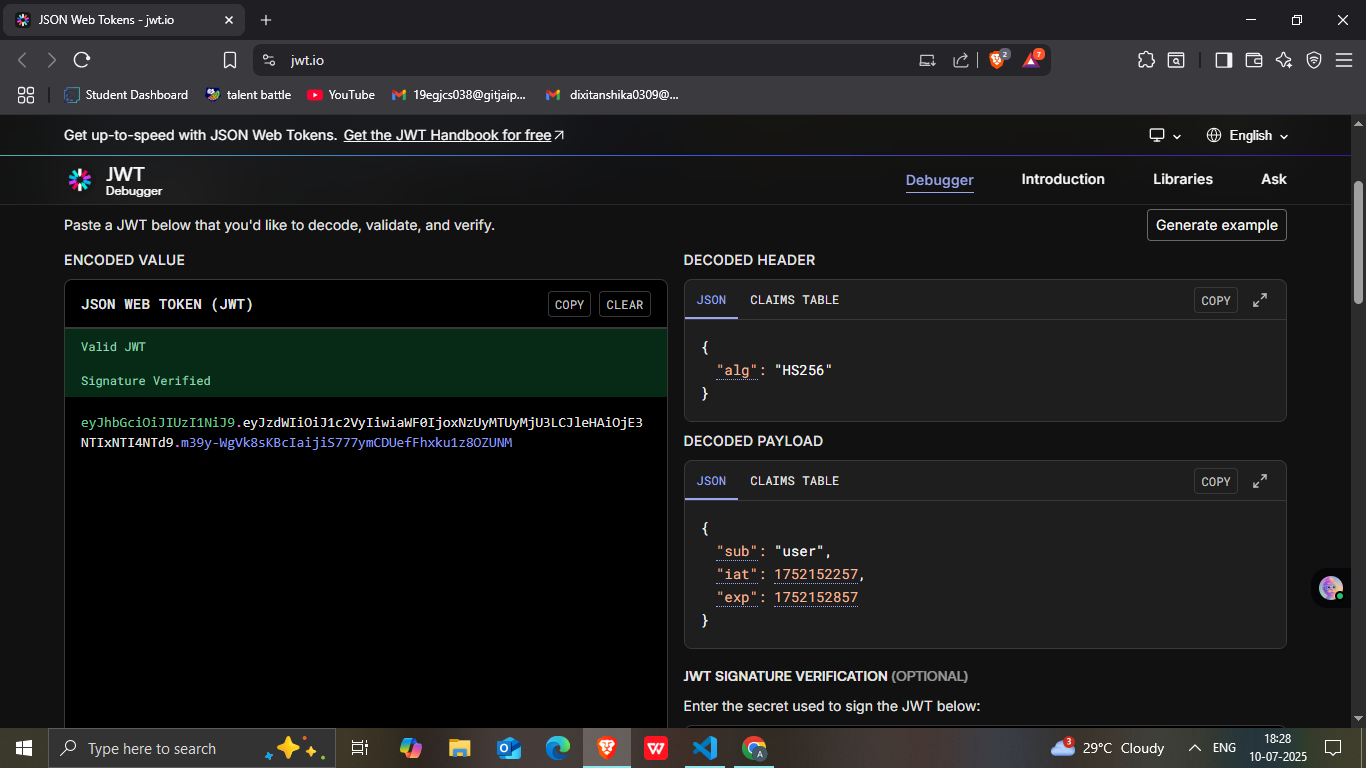 JSON Web Tokens - jwt.io
jwt.io
2
7
Student Dashboard
talent battle
YouTube
19egjcs038@gitjaip...
dixitanshika0309@...
Get up-to-speed with JSON Web Tokens. Get the JWT Handbook for free
English
JWT
Debugger
Debugger
Introduction
Libraries
Ask
Paste a JWT below that you'd like to decode, validate, and verify.
Generate example
ENCODED VALUE
JSON WEB TOKEN (JWT)
COPY
CLEAR
Valid JWT
Signature Verified
eyJhbGciOiJIUzI1NiJ9.eyJzdWIiOiJ1c2VyIiwiaWF0IjoxNzUyMTUyMjU3LCJleHAiOjE3
NTIxNTI4NTd9.m39y-WgVk8sKBcIaijiS777ymCDUefFhxku1z8OZUNM
DECODED HEADER
JSON
CLAIMS TABLE
COPY
{
"alg": "HS256"
}
DECODED PAYLOAD
JSON
CLAIMS TABLE
COPY
{
"sub": "user",
"iat": 1752152257,
"exp": 1752152857
}
JWT SIGNATURE VERIFICATION (OPTIONAL)
Enter the secret used to sign the JWT below:
Type here to search
A
3
29°C Cloudy
ENG
18:28
10-07-2025